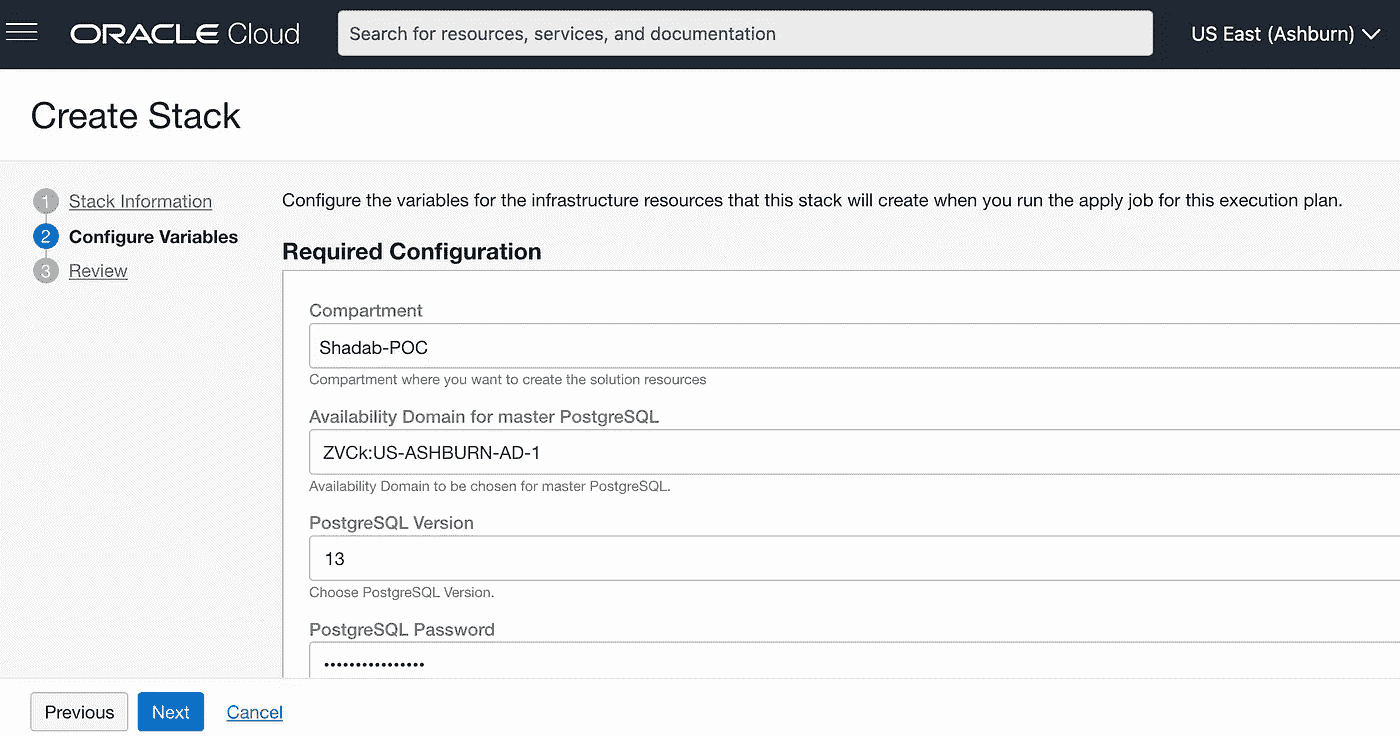 ORACLE Cloud
Search for resources, services, and documentation
US East (Ashburn)
Create Stack
1 Stack Information
2 Configure Variables
3 Review
Configure the variables for the infrastructure resources that this stack will create when you run the apply job for this execution plan.
Required Configuration
Compartment
Shadab-POC
Compartment where you want to create the solution resources
Availability Domain for master PostgreSQL
ZVCk:US-ASHBURN-AD-1
Availability Domain to be chosen for master PostgreSQL.
PostgreSQL Version
13
Choose PostgreSQL Version.
PostgreSQL Password
••••••••••••••••
Previous
Next
Cancel